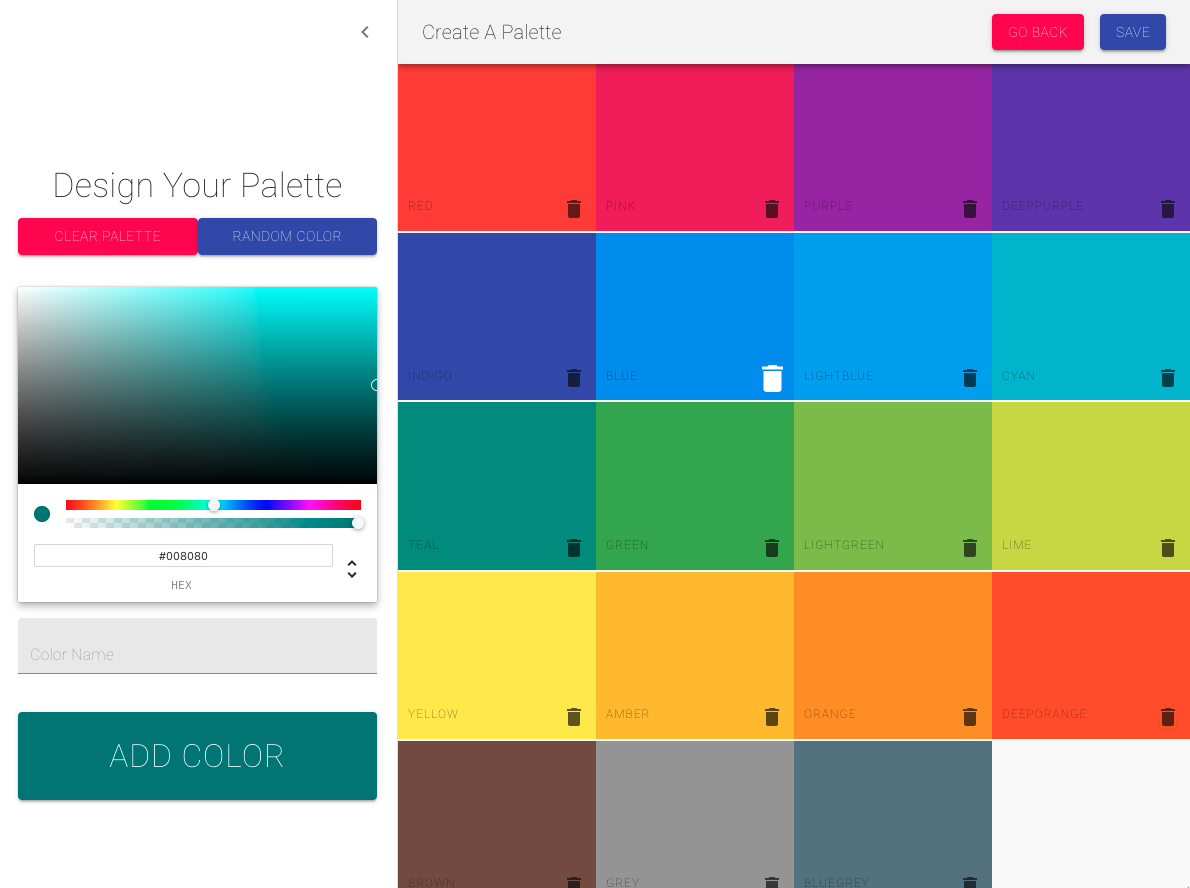 Create A Palette
GO BACK
SAVE
Design Your Palette
CLEAR PALETTE
RANDOM COLOR
#008080
HEX
Color Name
ADD COLOR
RED
PINK
PURPLE
DEEPPURPLE
INDIGO
BLUE
LIGHTBLUE
CYAN
TEAL
GREEN
LIGHTGREEN
LIME
YELLOW
AMBER
ORANGE
DEEPORANGE
BROWN
GREY
BLUEGREY